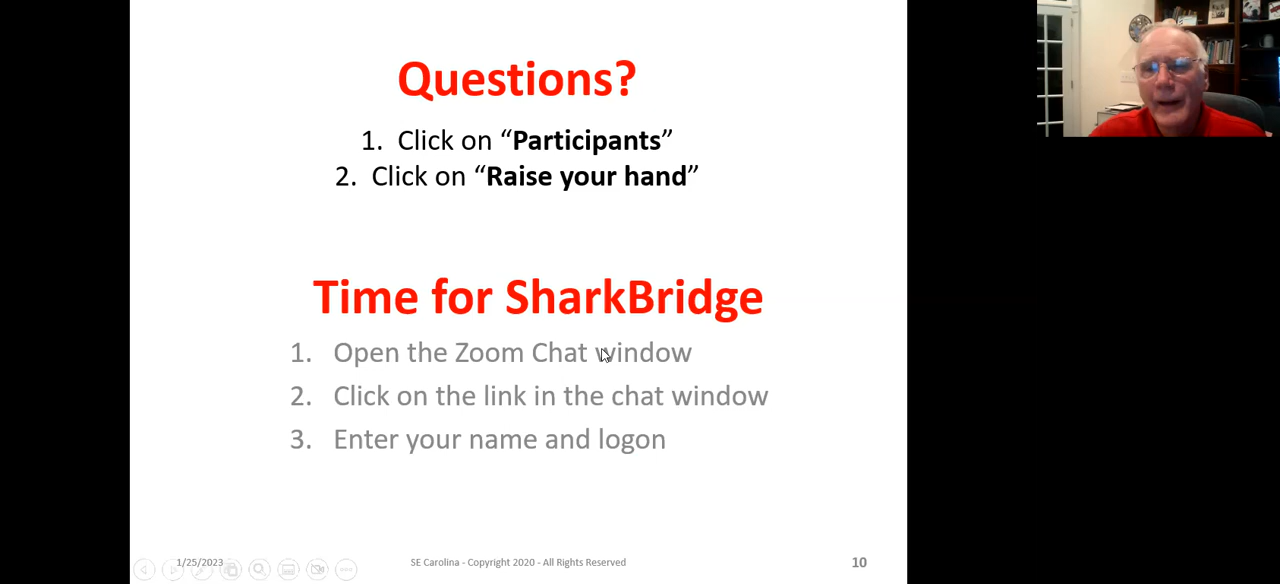 Questions?
1. Click on “Participants”
2. Click on “Raise your hand”
Time for SharkBridge
1. Open the Zoom Chat window
2. Click on the link in the chat window
3. Enter your name and logon
1/25/2023
SE Carolina - Copyright 2020 - All Rights Reserved
10